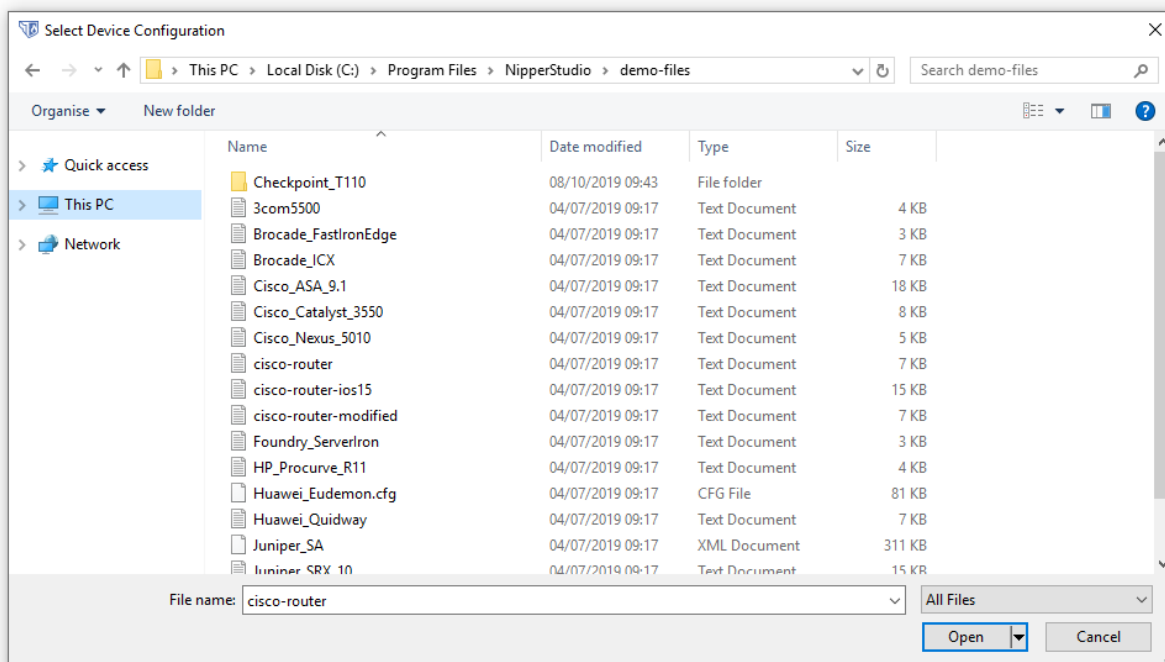 Select Device Configuration
This PC > Local Disk (C:) > Program Files > NipperStudio > demo-files Search demo-files
Organise New folder
Name Date modified Type Size
Quick access
This PC
Network
Checkpoint_T110 08/10/2019 09:43 File folder
3com5500 04/07/2019 09:17 Text Document 4 KB
Brocade_FastIronEdge 04/07/2019 09:17 Text Document 3 KB
Brocade_ICX 04/07/2019 09:17 Text Document 7 KB
Cisco_ASA_9.1 04/07/2019 09:17 Text Document 18 KB
Cisco_Catalyst_3550 04/07/2019 09:17 Text Document 8 KB
Cisco_Nexus_5010 04/07/2019 09:17 Text Document 5 KB
cisco-router 04/07/2019 09:17 Text Document 7 KB
cisco-router-ios15 04/07/2019 09:17 Text Document 15 KB
cisco-router-modified 04/07/2019 09:17 Text Document 7 KB
Foundry_ServerIron 04/07/2019 09:17 Text Document 3 KB
HP_Procurve_R11 04/07/2019 09:17 Text Document 4 KB
Huawei_Eudemon.cfg 04/07/2019 09:17 CFG File 81 KB
Huawei_Quidway 04/07/2019 09:17 Text Document 7 KB
Juniper_SA 04/07/2019 09:17 XML Document 311 KB
Juniper_SRX_10 04/07/2019 09:17 Text Document 15 KB
File name: cisco-router All Files
Open Cancel